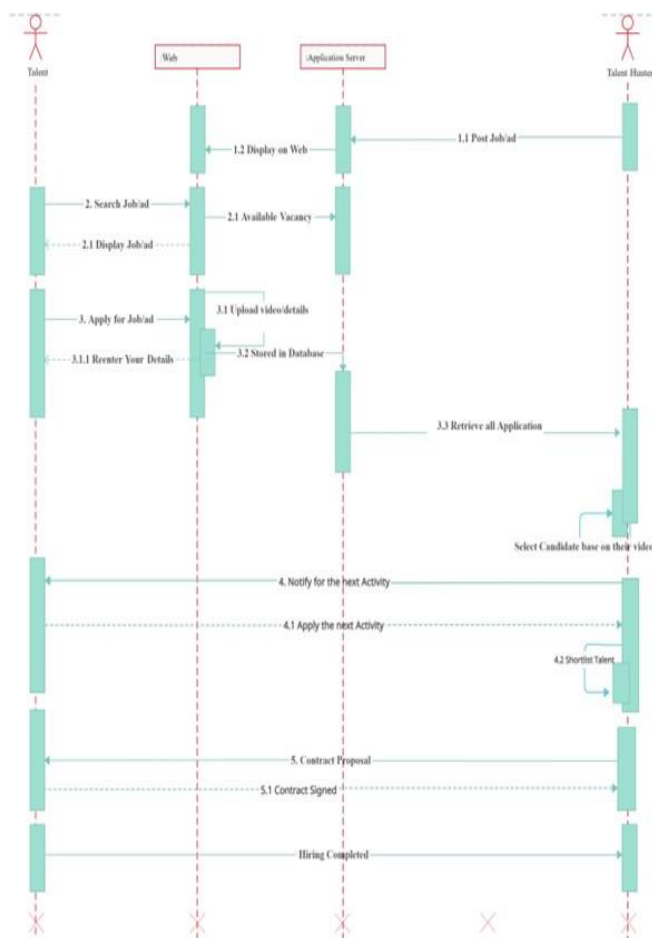 :Web
:Application Server
Talent
Talent Hunter
1.1 Post Job/ad
1.2 Display on Web
2. Search Job/ad
2.1 Available Vacancy
2.1 Display Job/ad
3.1 Upload video/details
3. Apply for Job/ad
3.2 Stored in Database
3.1.1 Reenter Your Details
3.3 Retrieve all Application
Select Candidate base on their video
4. Notify for the next Activity
4.1 Apply the next Activity
4.2 Shortlist Talent
5. Contract Proposal
5.1 Contract Signed
Hiring Completed